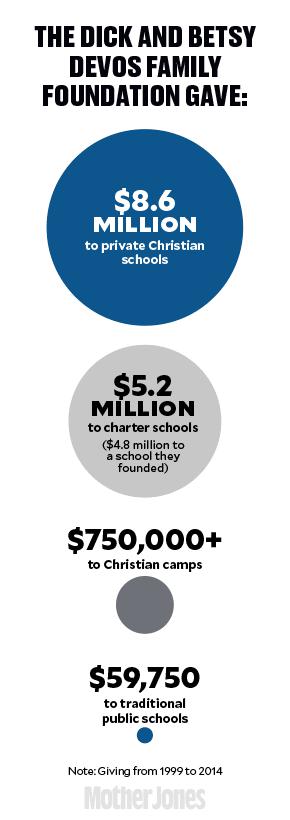 THE DICK AND BETSY
DEVOS FAMILY
FOUNDATION GAVE:
$8.6
MILLION
to private Christian
schools
$5.2
MILLION
to charter schools
($4.8 million to
a school they
founded)
$750,000+
to Christian camps
$59,750
to traditional
public schools
Note: Giving from 1999 to 2014
Mother Jones